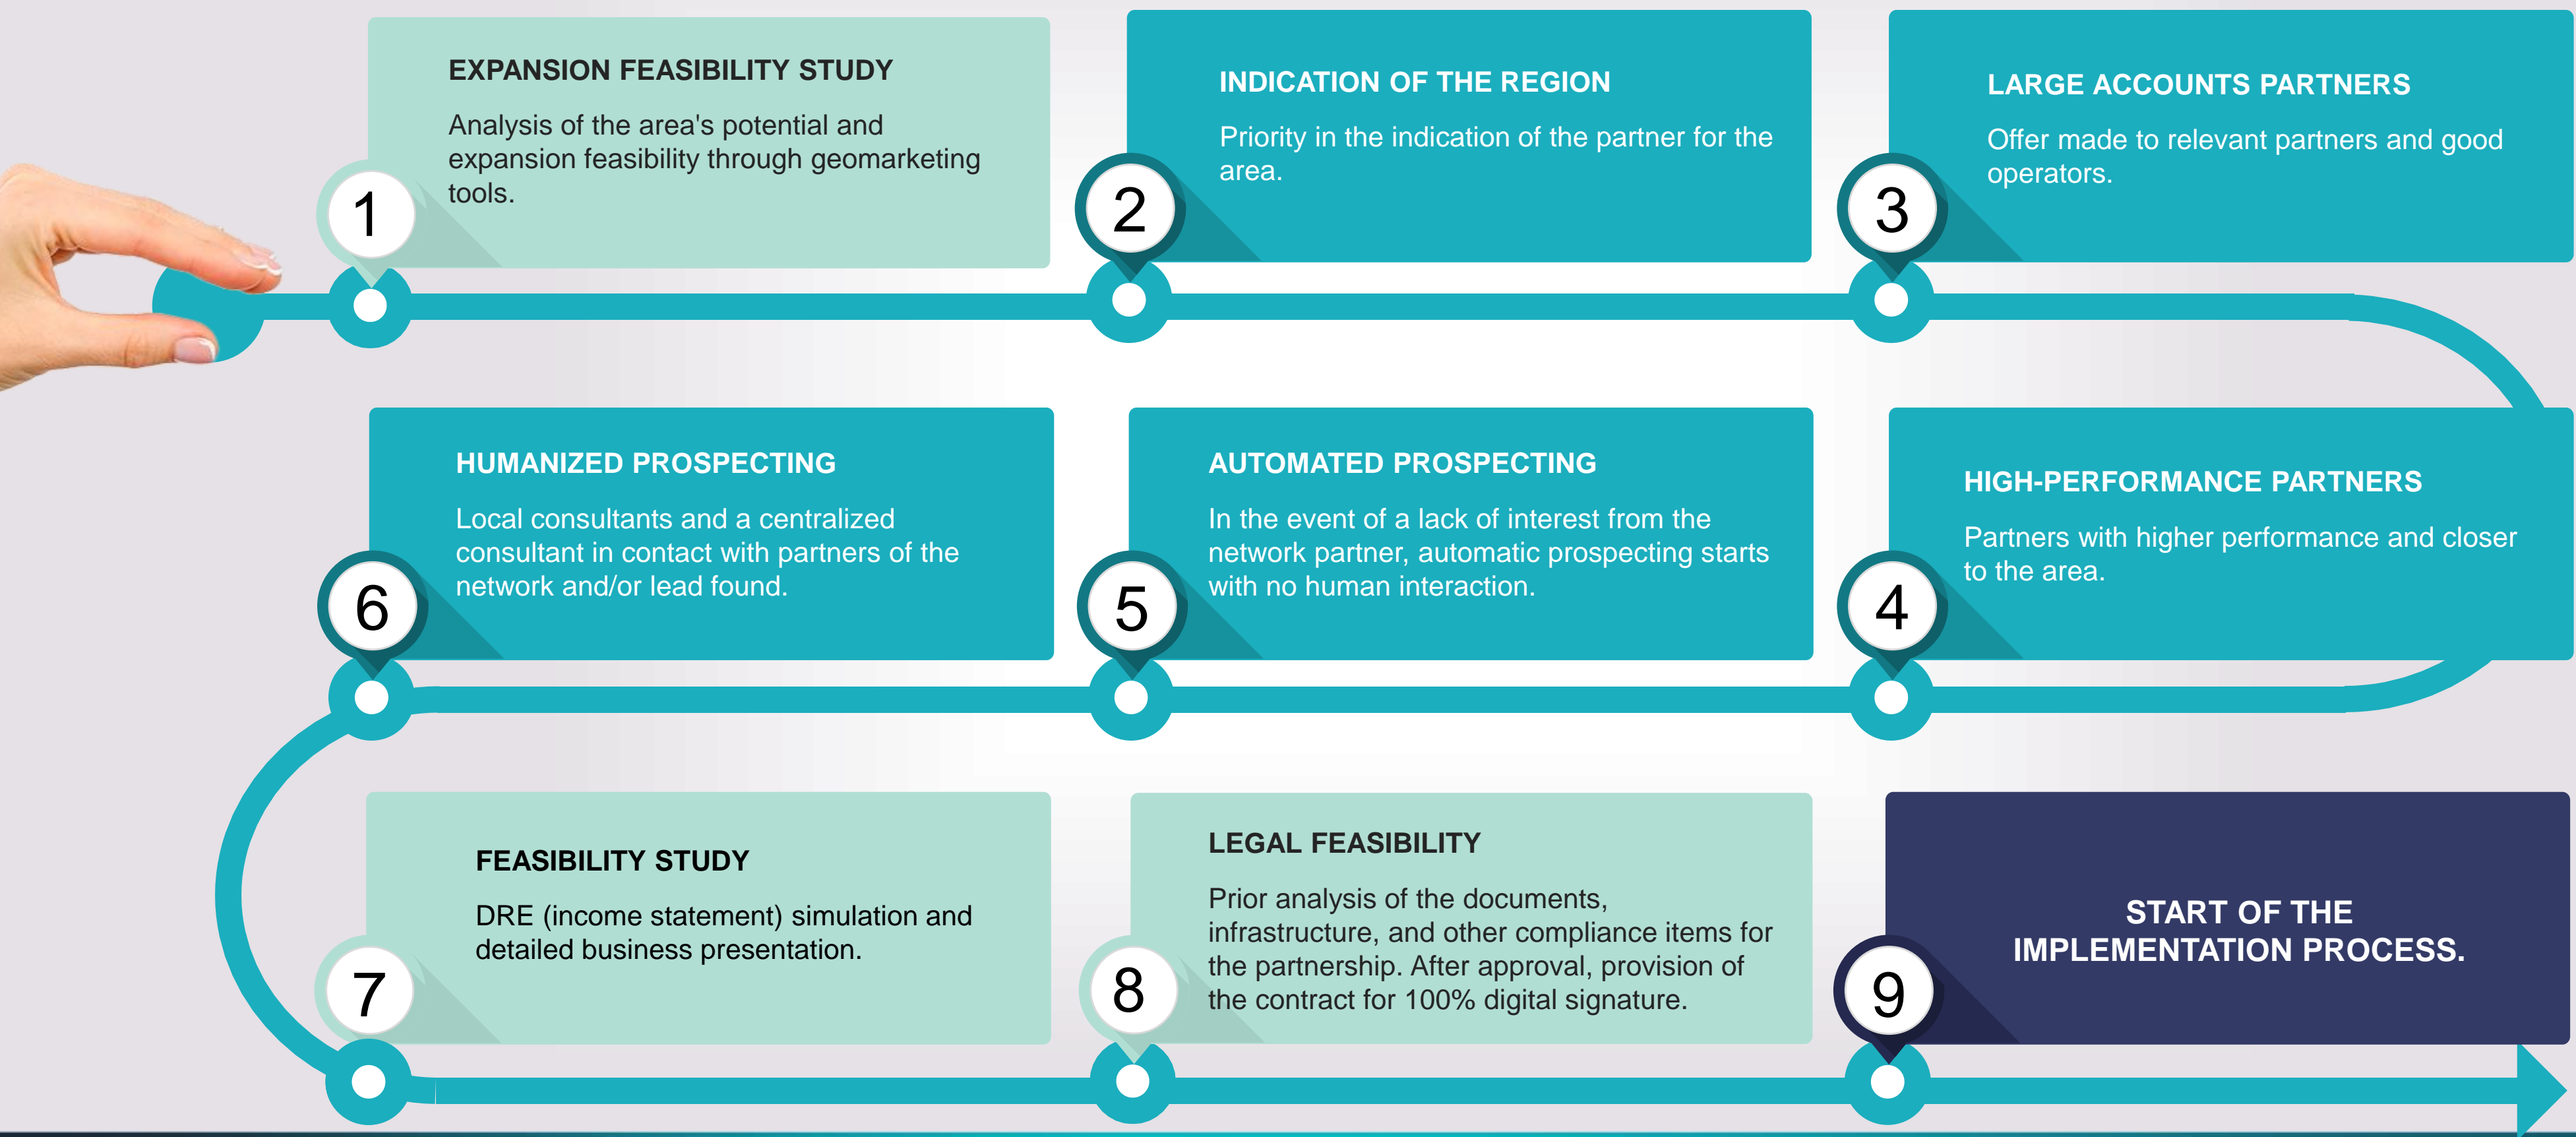 EXPANSION FEASIBILITY STUDY
Analysis of the area's potential and
expansion feasibility through geomarketing
tools.
1
INDICATION OF THE REGION
Priority in the indication of the partner for the
area.
2
LARGE ACCOUNTS PARTNERS
Offer made to relevant partners and good
operators.
3
HIGH-PERFORMANCE PARTNERS
Partners with higher performance and closer
to the area.
4
AUTOMATED PROSPECTING
In the event of a lack of interest from the
network partner, automatic prospecting starts
with no human interaction.
5
HUMANIZED PROSPECTING
Local consultants and a centralized
consultant in contact with partners of the
network and/or lead found.
6
FEASIBILITY STUDY
DRE (income statement) simulation and
detailed business presentation.
7
LEGAL FEASIBILITY
Prior analysis of the documents,
infrastructure, and other compliance items for
the partnership. After approval, provision of
the contract for 100% digital signature.
8
START OF THE
IMPLEMENTATION PROCESS.
9